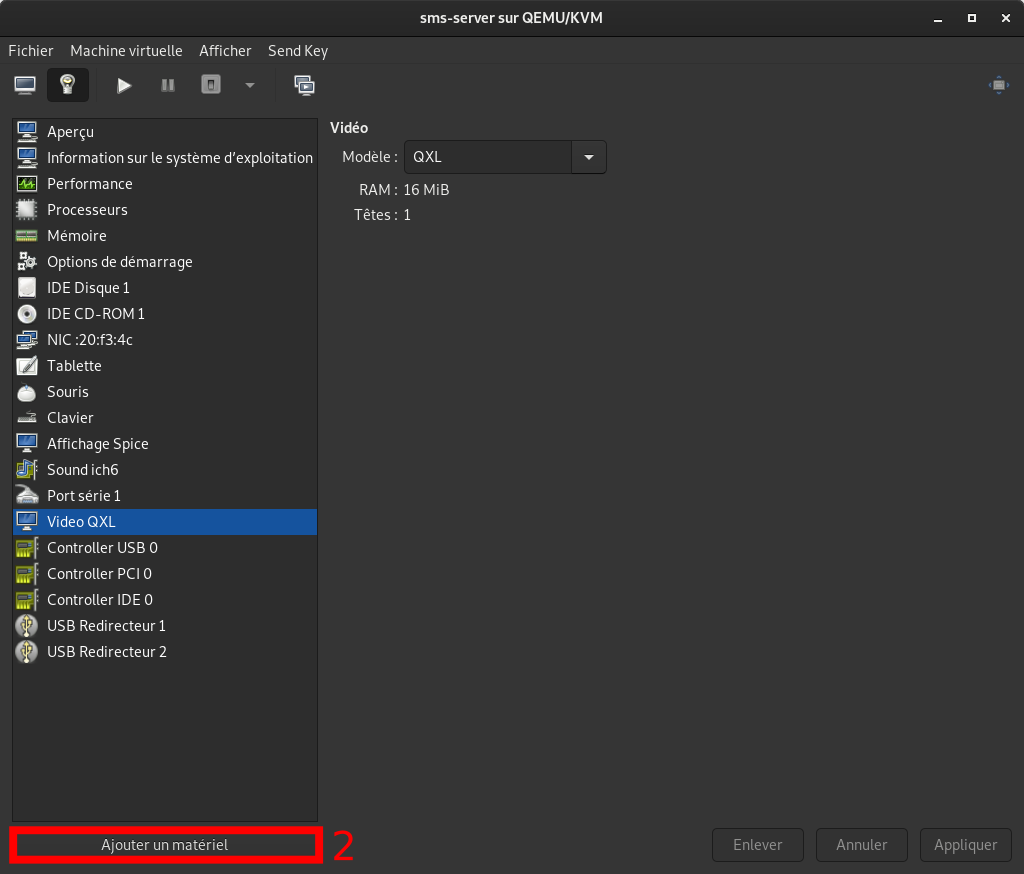 sms-server sur QEMU/KVM
Fichier Machine virtuelle Afficher Send Key
Aperçu
Information sur le système d’exploitation
Performance
Processeurs
Mémoire
Options de démarrage
IDE Disque 1
IDE CD-ROM 1
NIC :20:f3:4c
Tablette
Souris
Clavier
Affichage Spice
Sound ich6
Port série 1
Video QXL
Controller USB 0
Controller PCI 0
Controller IDE 0
USB Redirecteur 1
USB Redirecteur 2
Vidéo
Modèle : QXL
RAM : 16 MiB
Têtes : 1
Ajouter un matériel 2
Enlever Annuler Appliquer